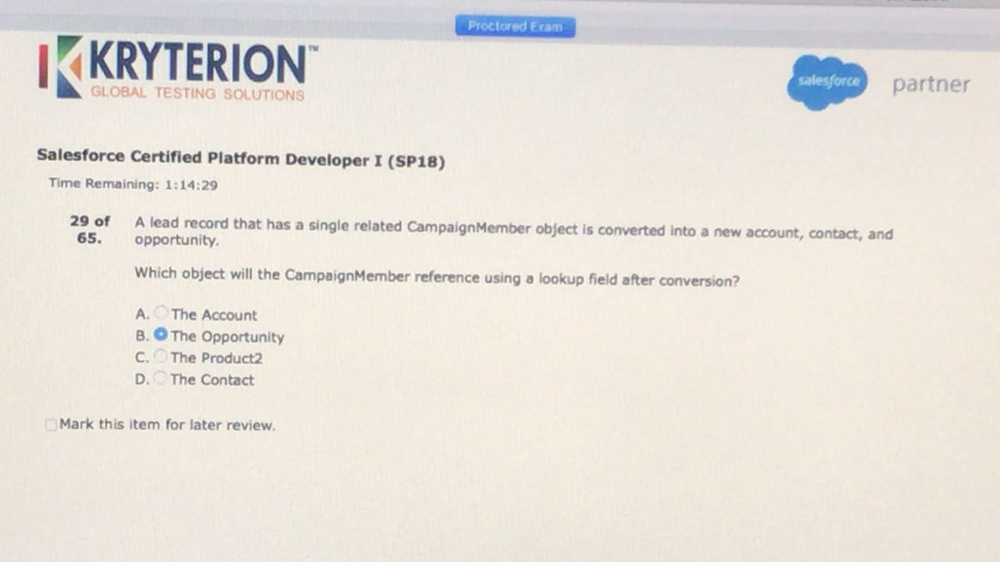 Proctored Exam
KRYTERION™
GLOBAL TESTING SOLUTIONS
salesforce partner
Salesforce Certified Platform Developer I (SP18)
Time Remaining: 1:14:29
29 of A lead record that has a single related CampaignMember object is converted into a new account, contact, and
65. opportunity.
Which object will the CampaignMember reference using a lookup field after conversion?
A. The Account
B. The Opportunity
C. The Product2
D. The Contact
Mark this item for later review.